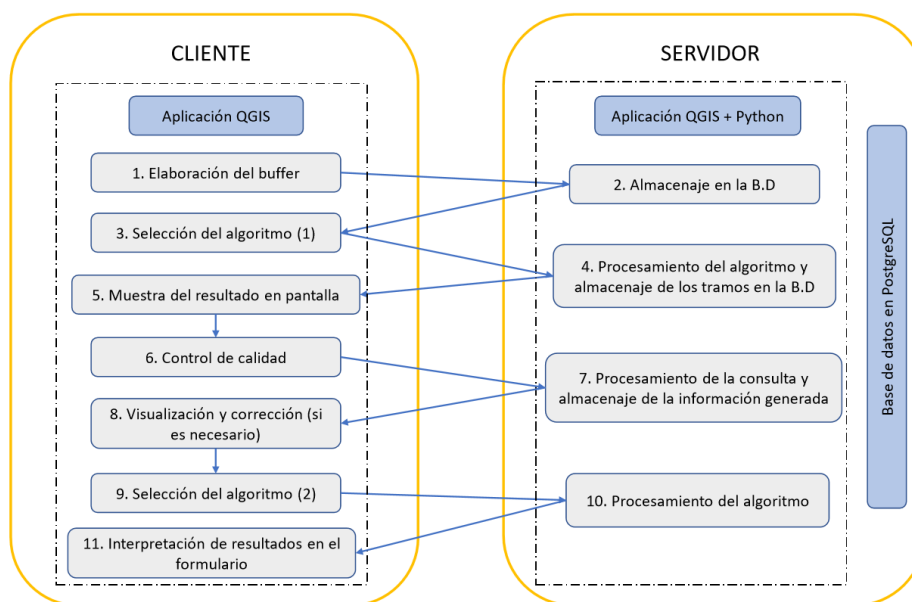 CLIENTE
SERVIDOR
Aplicación QGIS
Aplicación QGIS + Python
1. Elaboración del buffer
2. Almacenaje en la B.D
3. Selección del algoritmo (1)
4. Procesamiento del algoritmo y
almacenaje de los tramos en la B.D
5. Muestra del resultado en pantalla
6. Control de calidad
7. Procesamiento de la consulta y
almacenaje de la información generada
8. Visualización y corrección (si
es necesario)
9. Selección del algoritmo (2)
10. Procesamiento del algoritmo
11. Interpretación de resultados en el
formulario
Base de datos en PostgreSQL